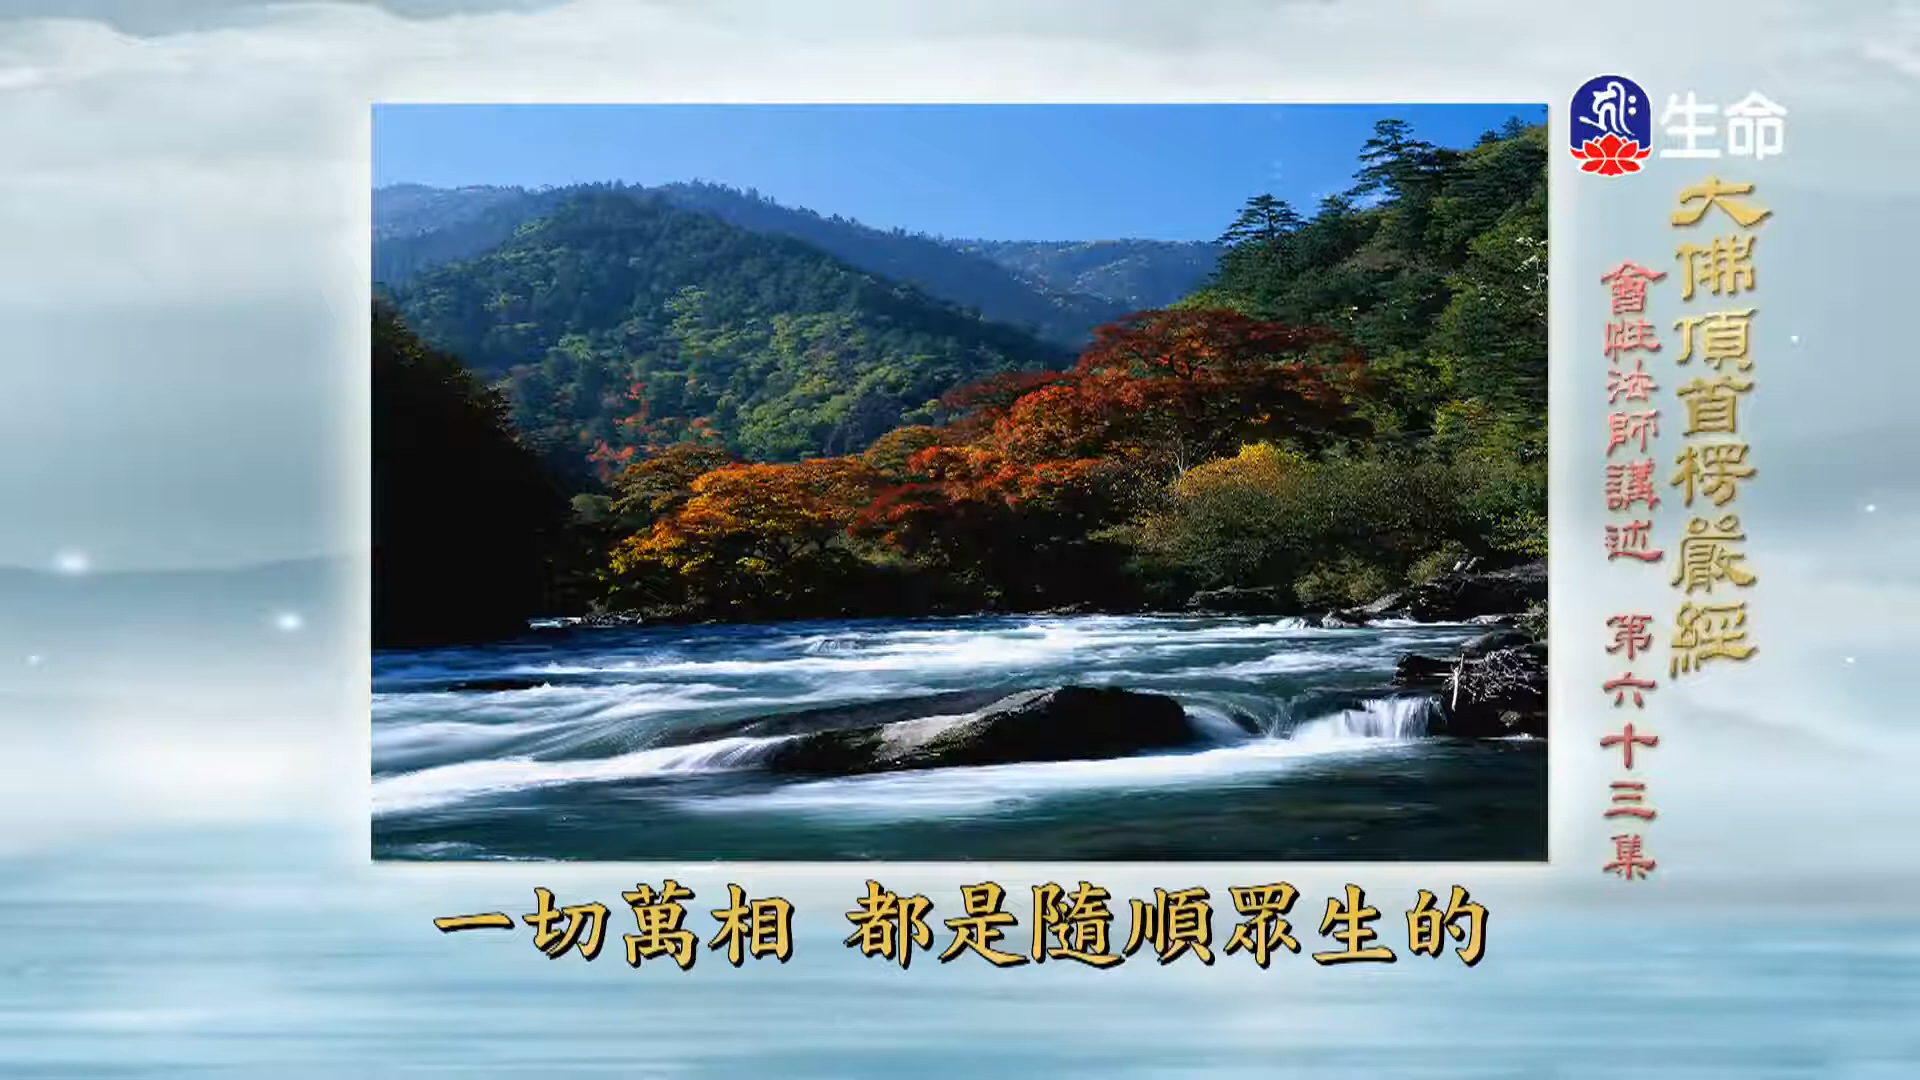 生命
大佛頂首楞嚴經
會性法師講述 第六十三集
一切萬相 都是隨順眾生的